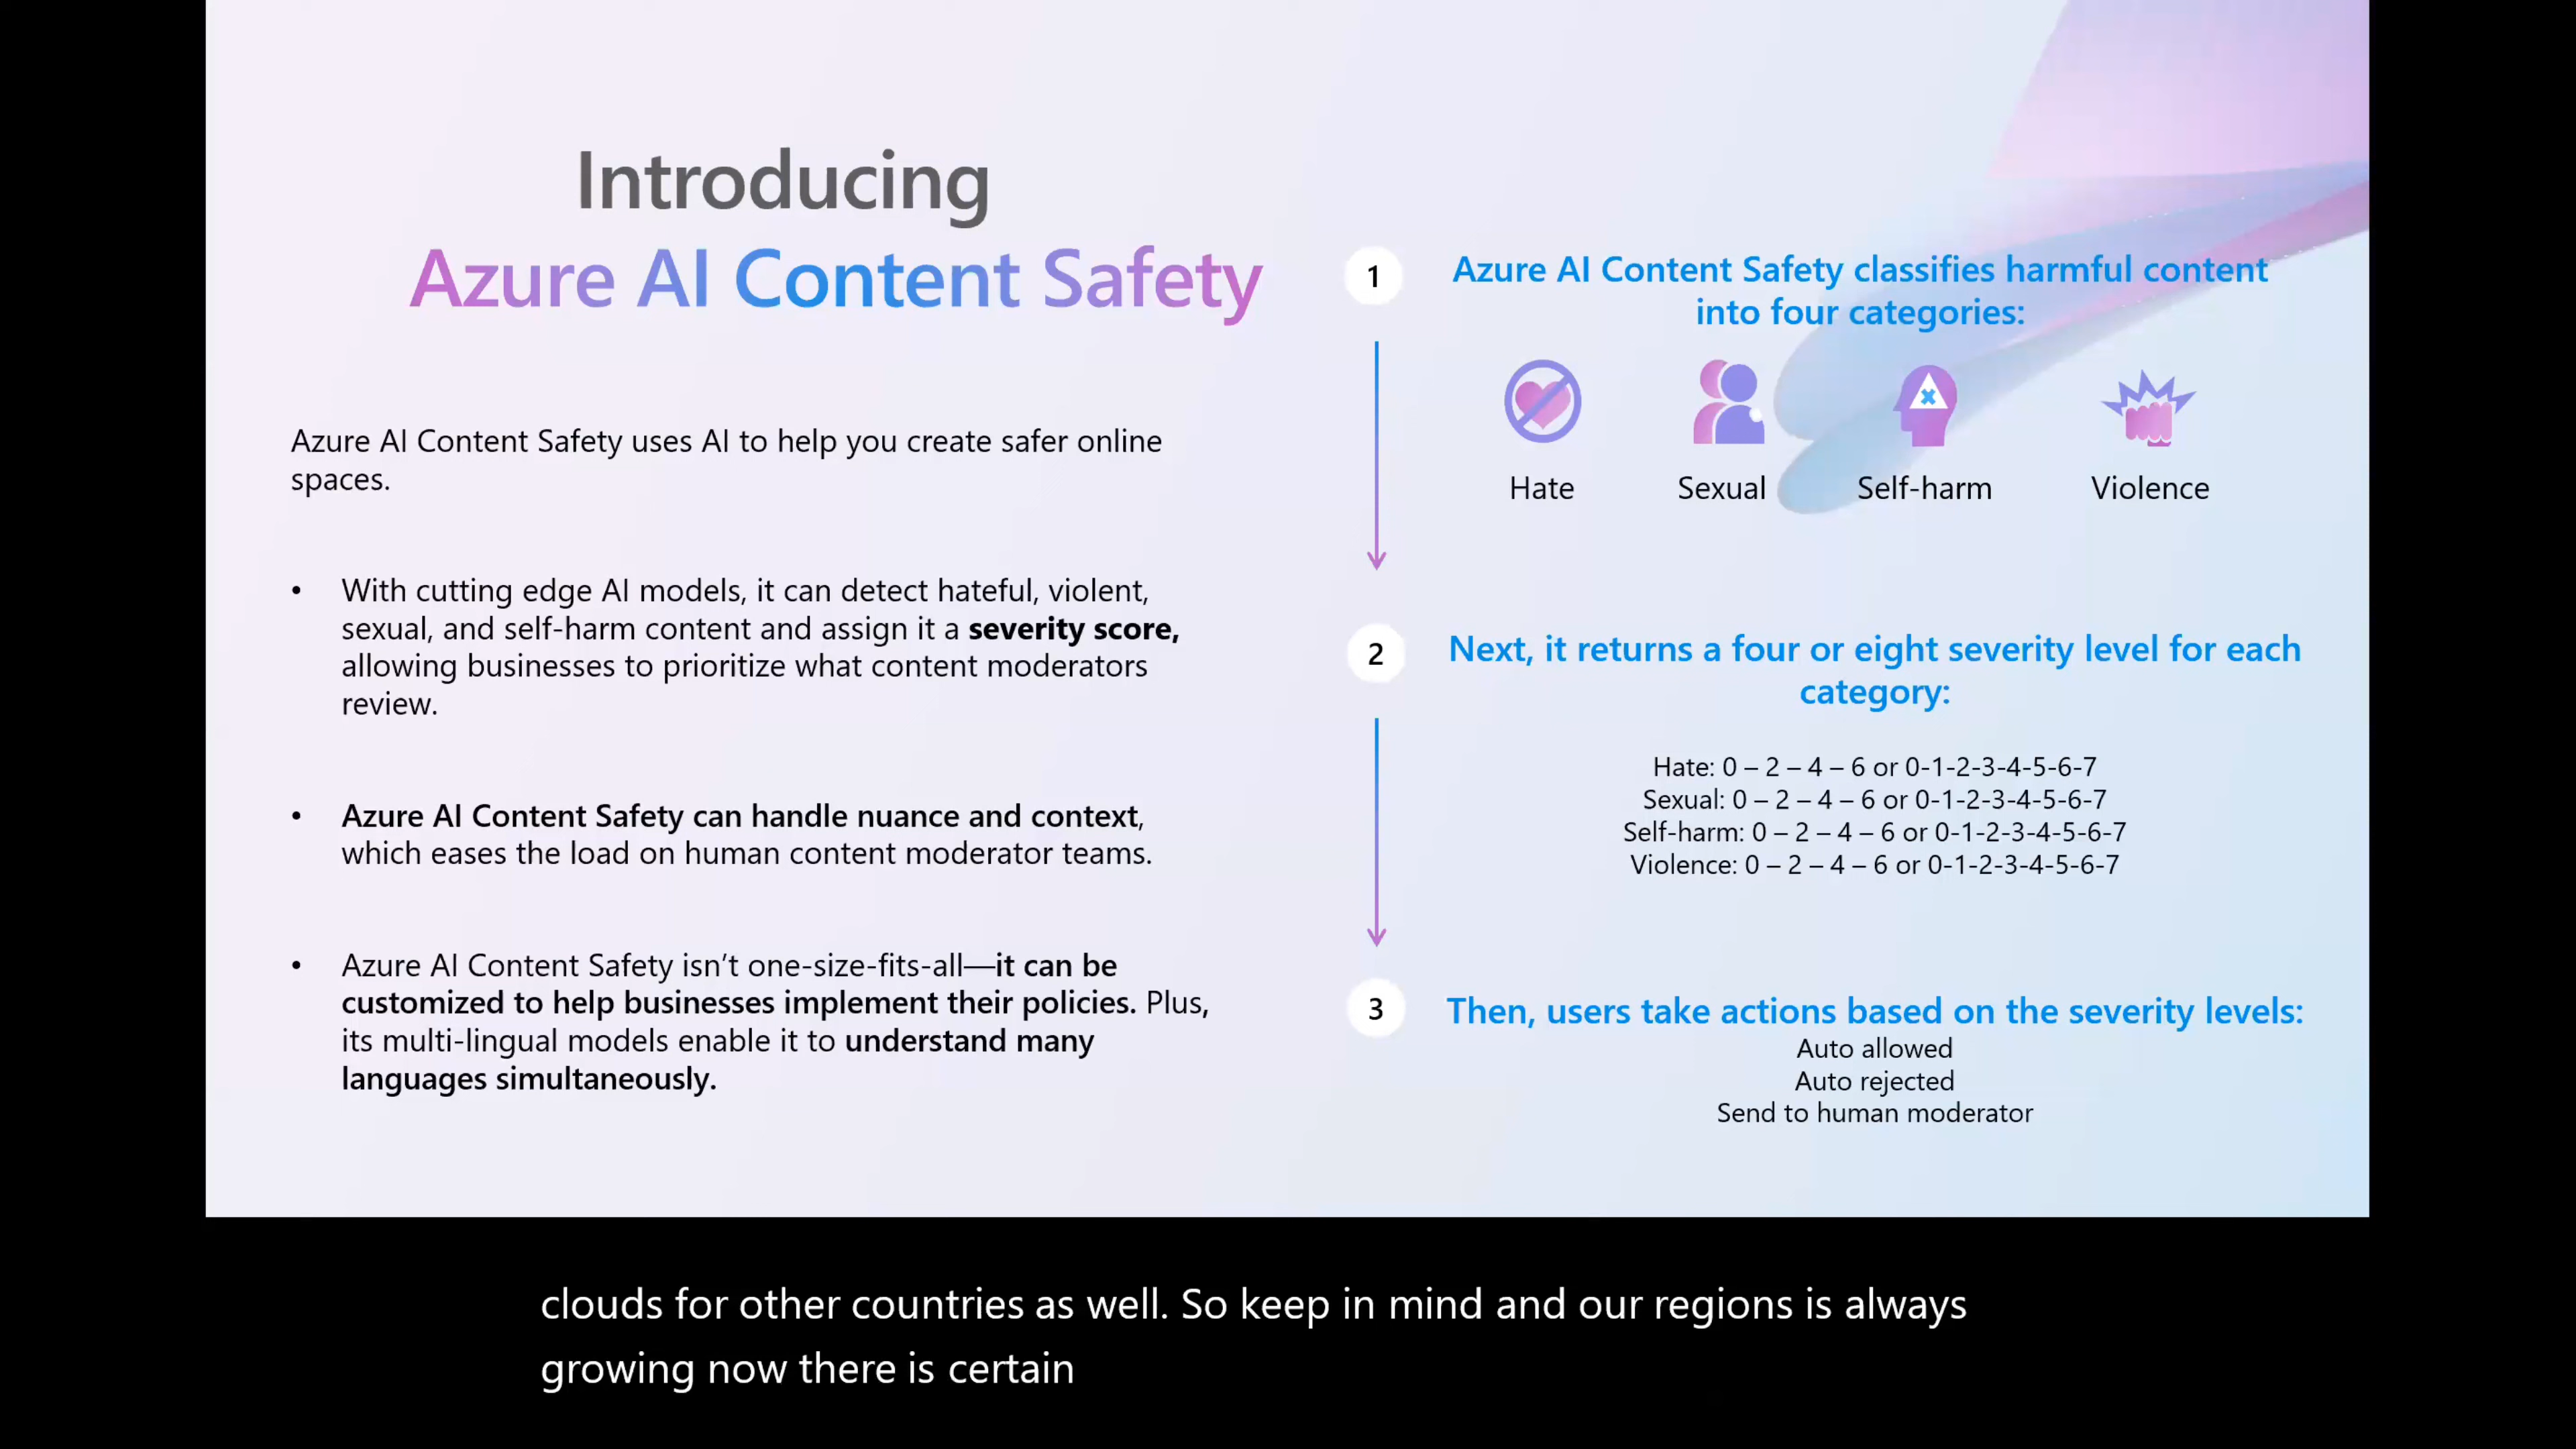 Introducing
Azure AI Content Safety
Azure AI Content Safety uses AI to help you create safer online
spaces.
• With cutting edge AI models, it can detect hateful, violent,
sexual, and self-harm content and assign it a severity score,
allowing businesses to prioritize what content moderators
review.
• Azure AI Content Safety can handle nuance and context,
which eases the load on human content moderator teams.
• Azure AI Content Safety isn’t one-size-fits-all—it can be
customized to help businesses implement their policies. Plus,
its multi-lingual models enable it to understand many
languages simultaneously.
1
Azure AI Content Safety classifies harmful content
into four categories:
Hate Sexual Self-harm Violence
2
Next, it returns a four or eight severity level for each
category:
Hate: 0 – 2 – 4 – 6 or 0-1-2-3-4-5-6-7
Sexual: 0 – 2 – 4 – 6 or 0-1-2-3-4-5-6-7
Self-harm: 0 – 2 – 4 – 6 or 0-1-2-3-4-5-6-7
Violence: 0 – 2 – 4 – 6 or 0-1-2-3-4-5-6-7
3
Then, users take actions based on the severity levels:
Auto allowed
Auto rejected
Send to human moderator
clouds for other countries as well. So keep in mind and our regions is always
growing now there is certain